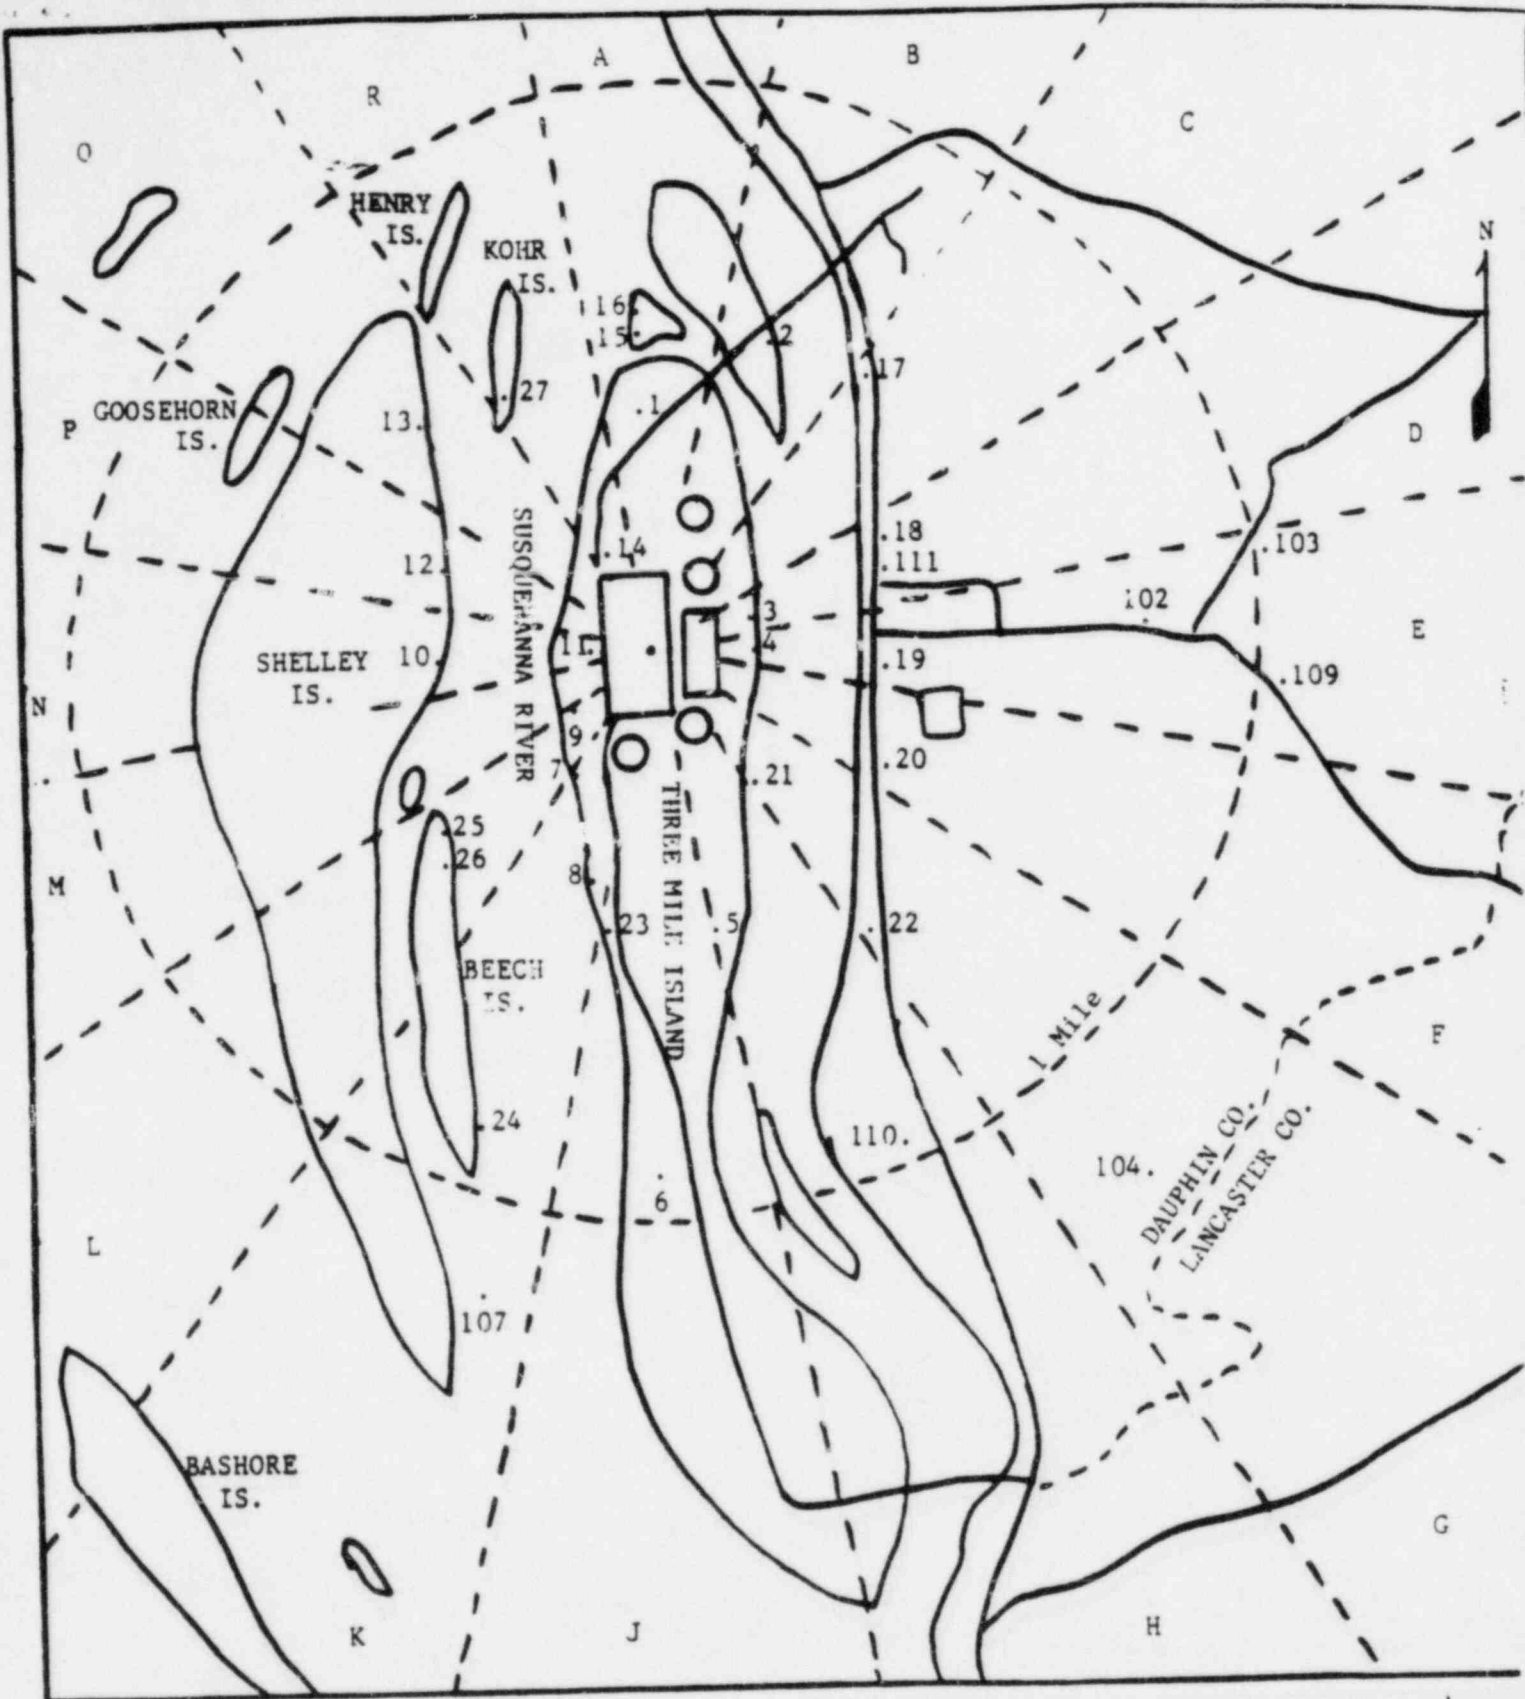 A
B
R
C
Q
HENRY
IS.
N
KOHR
IS.
16
15.
.2
.17
13.
.27
.1
GOOSEHORN
IS.
P
D
SUSQUEHANNA RIVER
.18
.14
.103
.111
12.
102
.3
.4
E
11.
10.
SHELLEY
IS.
.19
.109
N
9
7
.20
.21
THREE MILE ISLAND
.25
.26
M
8.
.23
.5
.22
BEECH
IS.
1 Mile
F
.24
110.
104.
DAUPHIN CO.
LANCASTER CO.
6
L
107
BASHORE
IS.
G
K
J
H